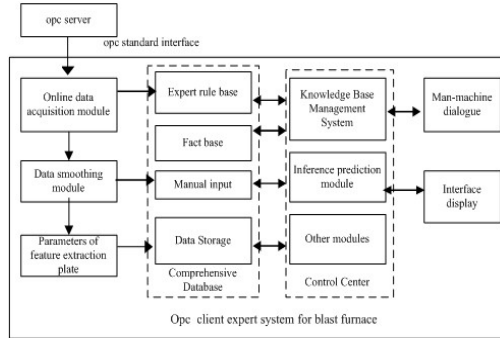 opc server
opc standard interface
Online data
acquisition module
Data smoothing
module
Parameters of
feature extraction
plate
Expert rule base
Fact base
Manual input
Data Storage
Comprehensive
Database
Knowledge Base
Management
System
Inference prediction
module
Other modules
Control Center
Man-machine
dialogue
Interface
display
Opc client expert system for blast furnace